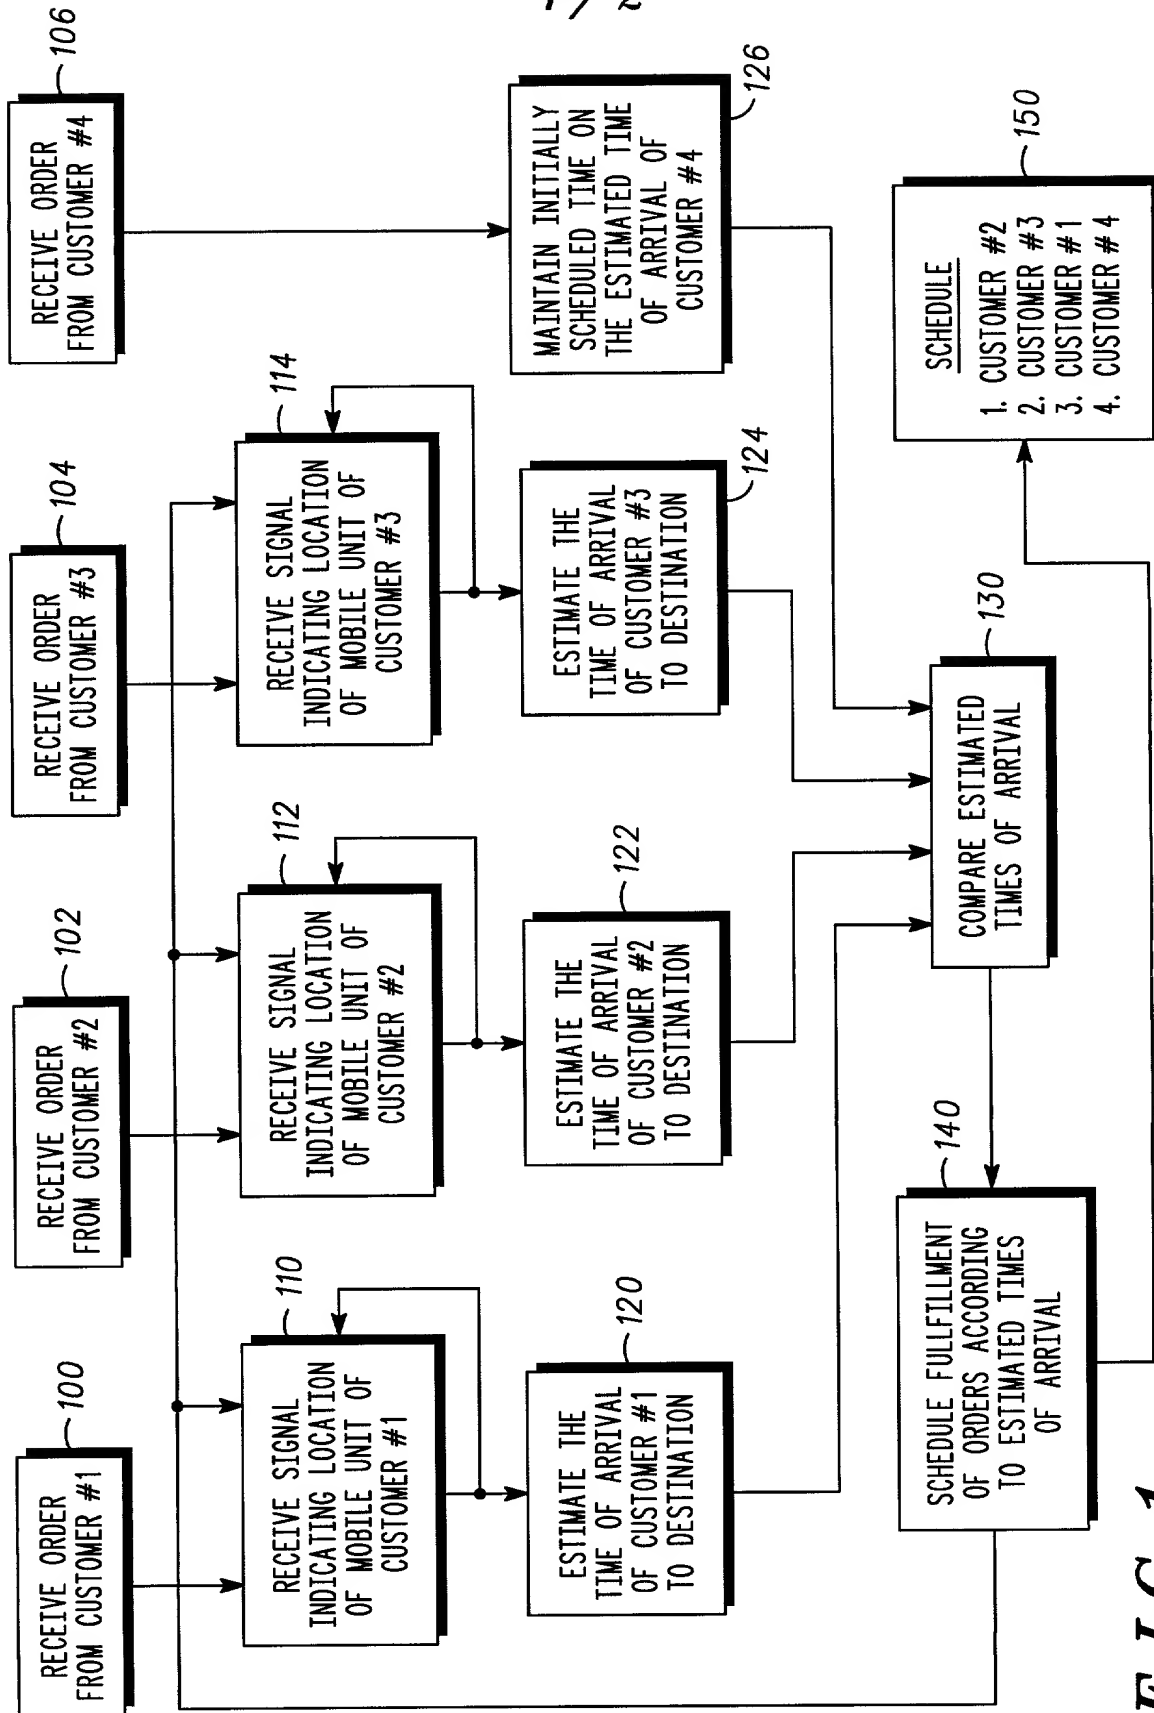 1/2
RECEIVE ORDER
FROM CUSTOMER #1
100
RECEIVE ORDER
FROM CUSTOMER #2
102
RECEIVE ORDER
FROM CUSTOMER #3
104
RECEIVE ORDER
FROM CUSTOMER #4
106
RECEIVE SIGNAL
INDICATING LOCATION
OF MOBILE UNIT OF
CUSTOMER #1
110
RECEIVE SIGNAL
INDICATING LOCATION
OF MOBILE UNIT OF
CUSTOMER #2
112
RECEIVE SIGNAL
INDICATING LOCATION
OF MOBILE UNIT OF
CUSTOMER #3
114
ESTIMATE THE
TIME OF ARRIVAL
OF CUSTOMER #1
TO DESTINATION
120
ESTIMATE THE
TIME OF ARRIVAL
OF CUSTOMER #2
TO DESTINATION
122
ESTIMATE THE
TIME OF ARRIVAL
OF CUSTOMER #3
TO DESTINATION
124
MAINTAIN INITIALLY
SCHEDULED TIME ON
THE ESTIMATED TIME
OF ARRIVAL OF
CUSTOMER #4
126
SCHEDULE FULLFILLMENT
OF ORDERS ACCORDING
TO ESTIMATED TIMES
OF ARRIVAL
140
COMPARE ESTIMATED
TIMES OF ARRIVAL
130
SCHEDULE
1. CUSTOMER #2
2. CUSTOMER #3
3. CUSTOMER #1
4. CUSTOMER #4
150
FIG. 1